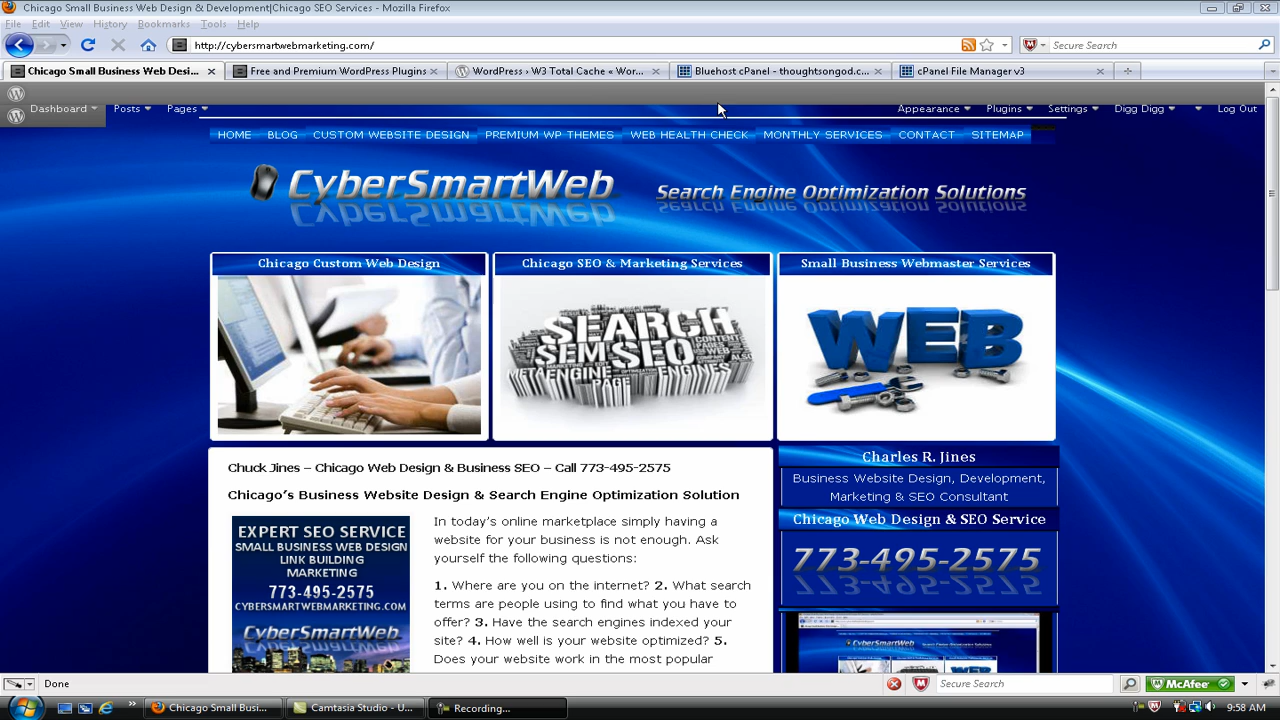 Chicago Small Business Web Design & Development|Chicago SEO Services - Mozilla Firefox
File Edit View History Bookmarks Tools Help
http://cybersmartwebmarketing.com/
Secure Search
Chicago Small Business Web Desi...
Free and Premium WordPress Plugins
WordPress › W3 Total Cache « Wor...
Bluehost cPanel - thoughtsongod.c...
cPanel File Manager v3
Dashboard Posts Pages Appearance Plugins Settings Digg Digg Log Out
HOME BLOG CUSTOM WEBSITE DESIGN PREMIUM WP THEMES WEB HEALTH CHECK MONTHLY SERVICES CONTACT SITEMAP
CyberSmartWeb
Search Engine Optimization Solutions
Chicago Custom Web Design
Chicago SEO & Marketing Services
Small Business Webmaster Services
SEARCH
SEM SEO
META ENGINE ENGINES
PAGE
CONTENT
PAGES
WEB
COMPANY
ALSO
WEB
Chuck Jines – Chicago Web Design & Business SEO – Call 773-495-2575
Chicago's Business Website Design & Search Engine Optimization Solution
EXPERT SEO SERVICE
SMALL BUSINESS WEB DESIGN
LINK BUILDING
MARKETING
773-495-2575
CYBERSMARTWEBMARKETING.COM
CyberSmartWeb
In today's online marketplace simply having a
website for your business is not enough. Ask
yourself the following questions:
1. Where are you on the internet? 2. What search
terms are people using to find what you have to
offer? 3. Have the search engines indexed your
site? 4. How well is your website optimized? 5.
Does your website work in the most popular
Charles R. Jines
Business Website Design, Development,
Marketing & SEO Consultant
Chicago Web Design & SEO Service
773-495-2575
CyberSmartWeb
Done
Secure Search
McAfee
Chicago Small Busi...
Camtasia Studio - U...
Recording...
9:58 AM